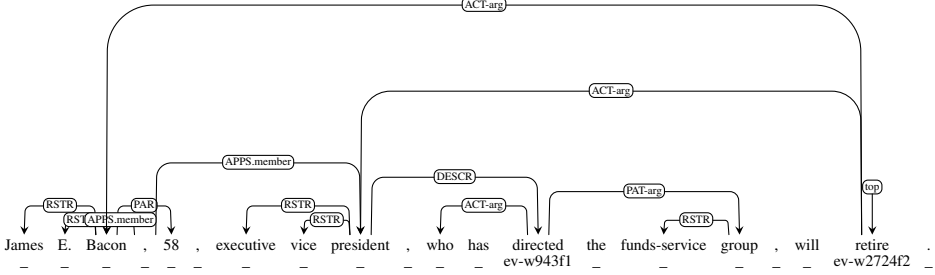 ACT-arg
ACT-arg
APPS.member
DESCR
PAT-arg
top
RSTR PAR RSTR ACT-arg
RST APPS.member RSTR RSTR
James E. Bacon , 58 , executive vice president , who has directed the funds-service group , will retire .
_ _ _ _ _ _ _ _ _ _ _ _ ev-w943f1 _ _ _ _ _ ev-w2724f2 _